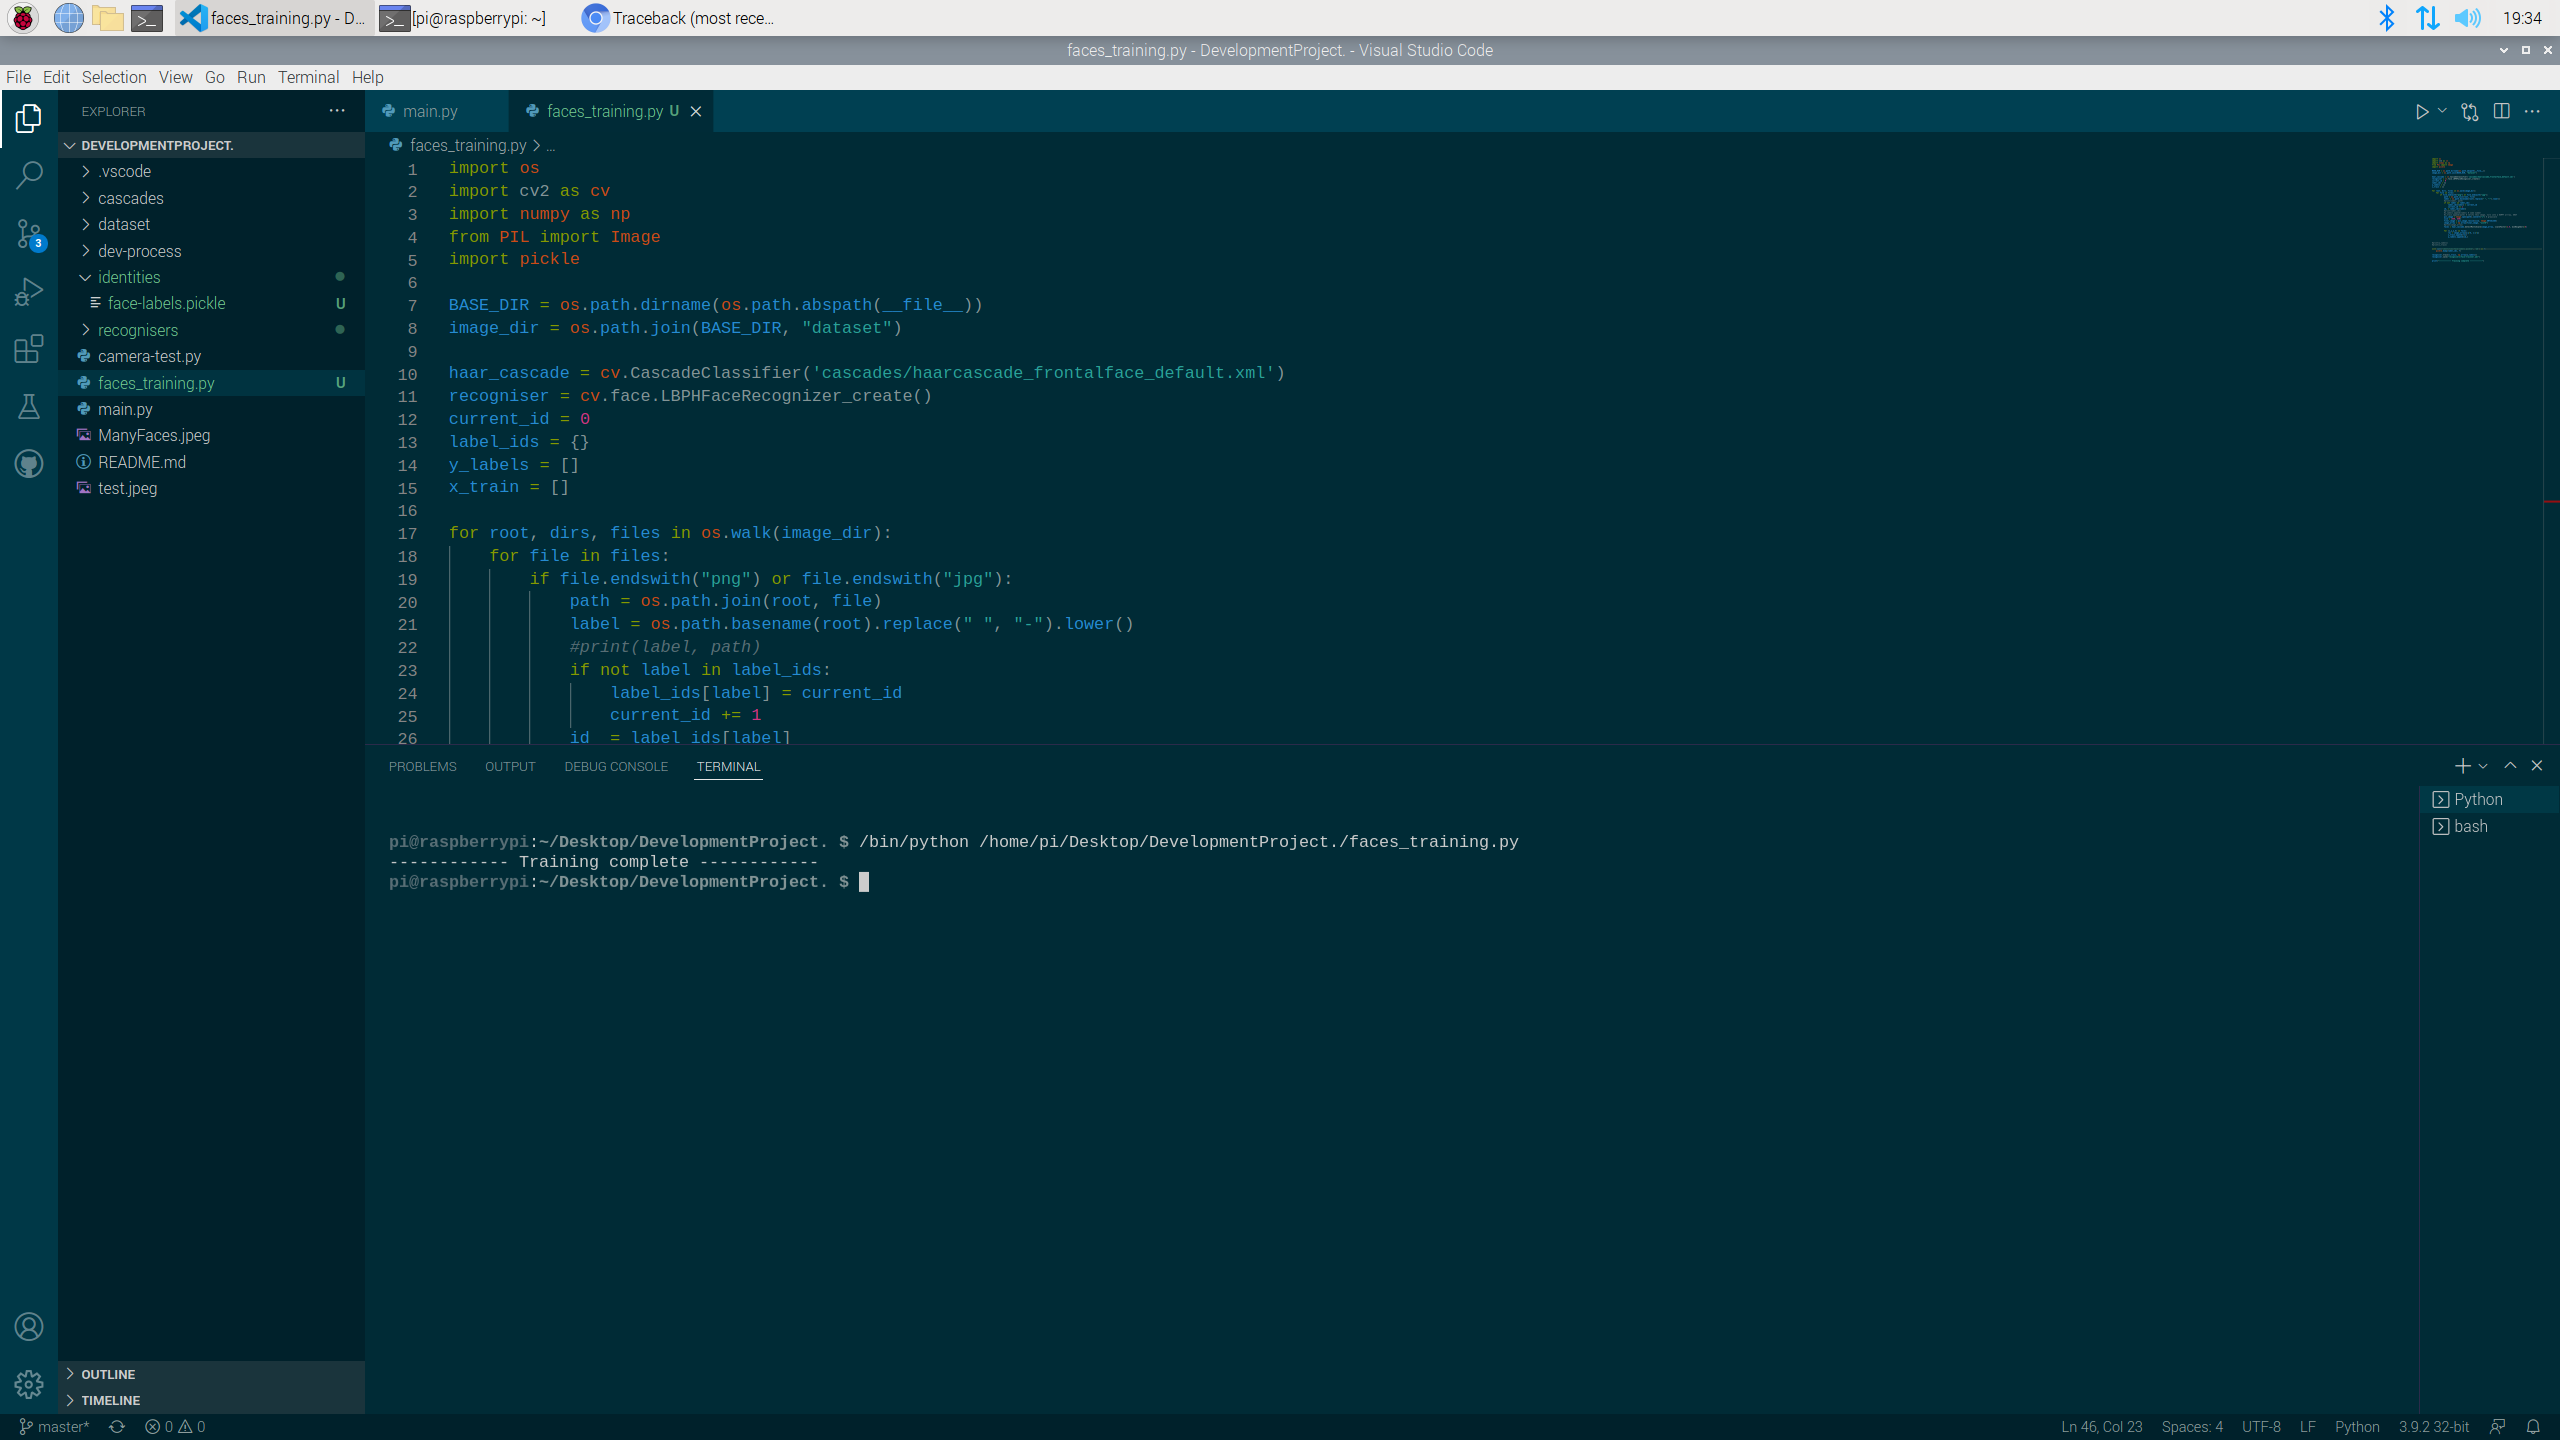 faces_training.py - D...
[pi@raspberrypi: ~]
Traceback (most rece...
19:34
faces_training.py - DevelopmentProject. - Visual Studio Code
File Edit Selection View Go Run Terminal Help
EXPLORER
DEVELOPMENTPROJECT.
.vscode
cascades
dataset
dev-process
identities
face-labels.pickle U
recognisers
camera-test.py
faces_training.py U
main.py
ManyFaces.jpeg
README.md
test.jpeg
OUTLINE
TIMELINE
3
main.py
faces_training.py U
faces_training.py > ...
1 import os
2 import cv2 as cv
3 import numpy as np
4 from PIL import Image
5 import pickle
6
7 BASE_DIR = os.path.dirname(os.path.abspath(__file__))
8 image_dir = os.path.join(BASE_DIR, "dataset")
9
10 haar_cascade = cv.CascadeClassifier('cascades/haarcascade_frontalface_default.xml')
11 recogniser = cv.face.LBPHFaceRecognizer_create()
12 current_id = 0
13 label_ids = {}
14 y_labels = []
15 x_train = []
16
17 for root, dirs, files in os.walk(image_dir):
18 for file in files:
19 if file.endswith("png") or file.endswith("jpg"):
20 path = os.path.join(root, file)
21 label = os.path.basename(root).replace(" ", "-").lower()
22 #print(label, path)
23 if not label in label_ids:
24 label_ids[label] = current_id
25 current_id += 1
26 id_ = label_ids[label]
PROBLEMS OUTPUT DEBUG CONSOLE TERMINAL
Python
bash
pi@raspberrypi:~/Desktop/DevelopmentProject. $ /bin/python /home/pi/Desktop/DevelopmentProject./faces_training.py
------------ Training complete ------------
pi@raspberrypi:~/Desktop/DevelopmentProject. $
master* 0 0
Ln 46, Col 23 Spaces: 4 UTF-8 LF Python 3.9.2 32-bit